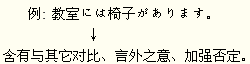 例: 教室には椅子があります。
↓
含有与其它对比、言外之意、加强否定。